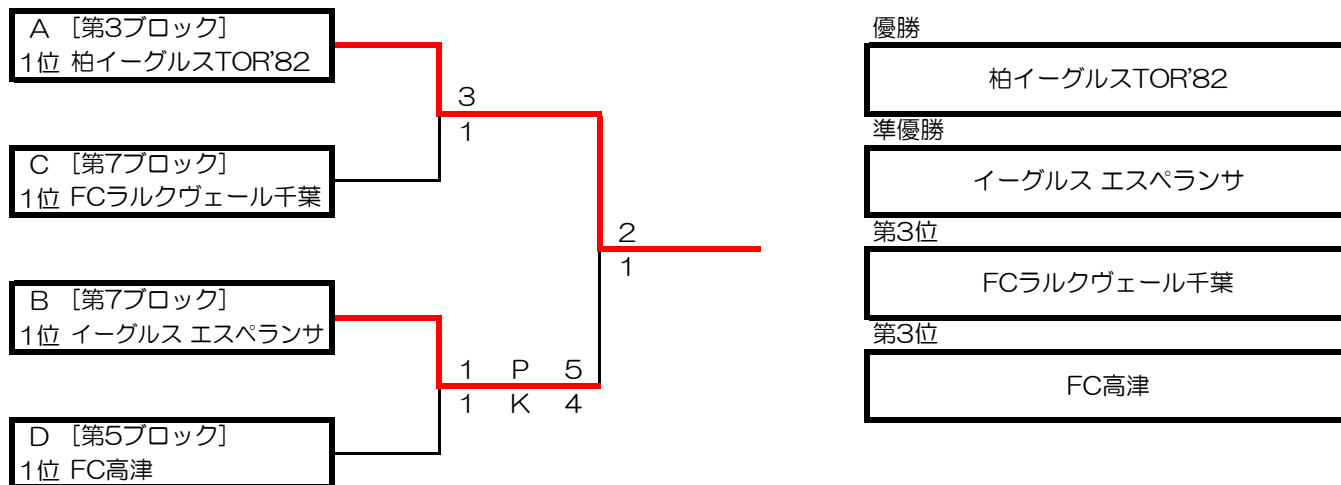 A [第3ブロック]
1位 柏イーグルスTOR'82
3
1
C [第7ブロック]
1位 FCラルクヴェール千葉
2
1
B [第7ブロック]
1位 イーグルス エスペランサ
1 P 5
1 K 4
D [第5ブロック]
1位 FC高津
優勝
柏イーグルスTOR'82
準優勝
イーグルス エスペランサ
第3位
FCラルクヴェール千葉
第3位
FC高津